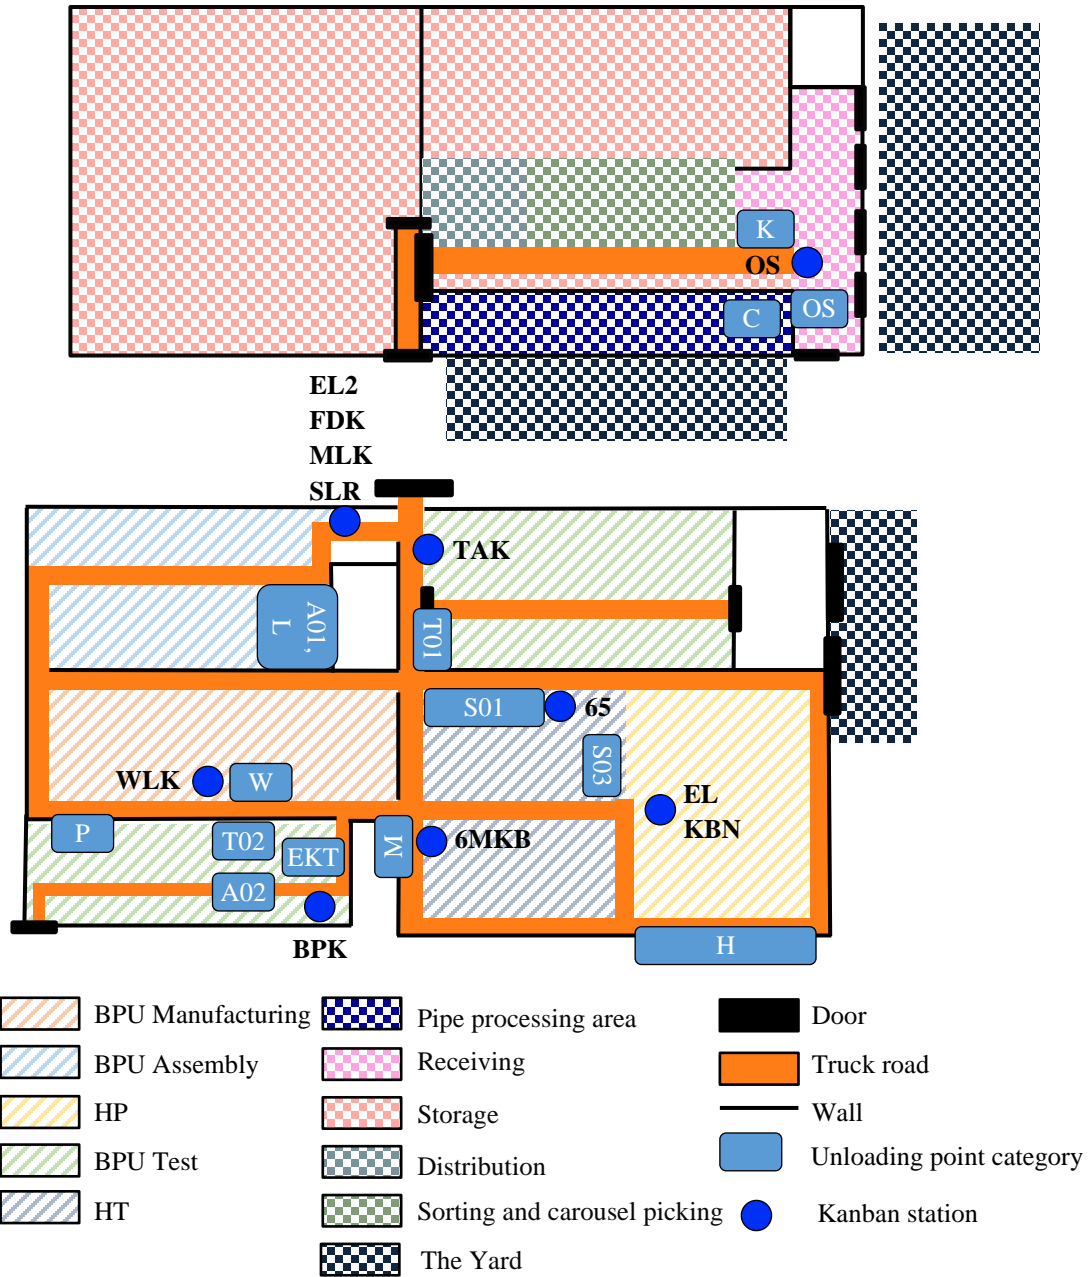 K
OS
C
OS
EL2
FDK
MLK
SLR
TAK
A01,
L
T01
S01
65
S03
WLK
W
EL
KBN
P
T02
EKT
M
6MKB
A02
BPK
H
BPU Manufacturing
Pipe processing area
Door
BPU Assembly
Receiving
Truck road
HP
Storage
Wall
BPU Test
Distribution
Unloading point category
HT
Sorting and carousel picking
Kanban station
The Yard